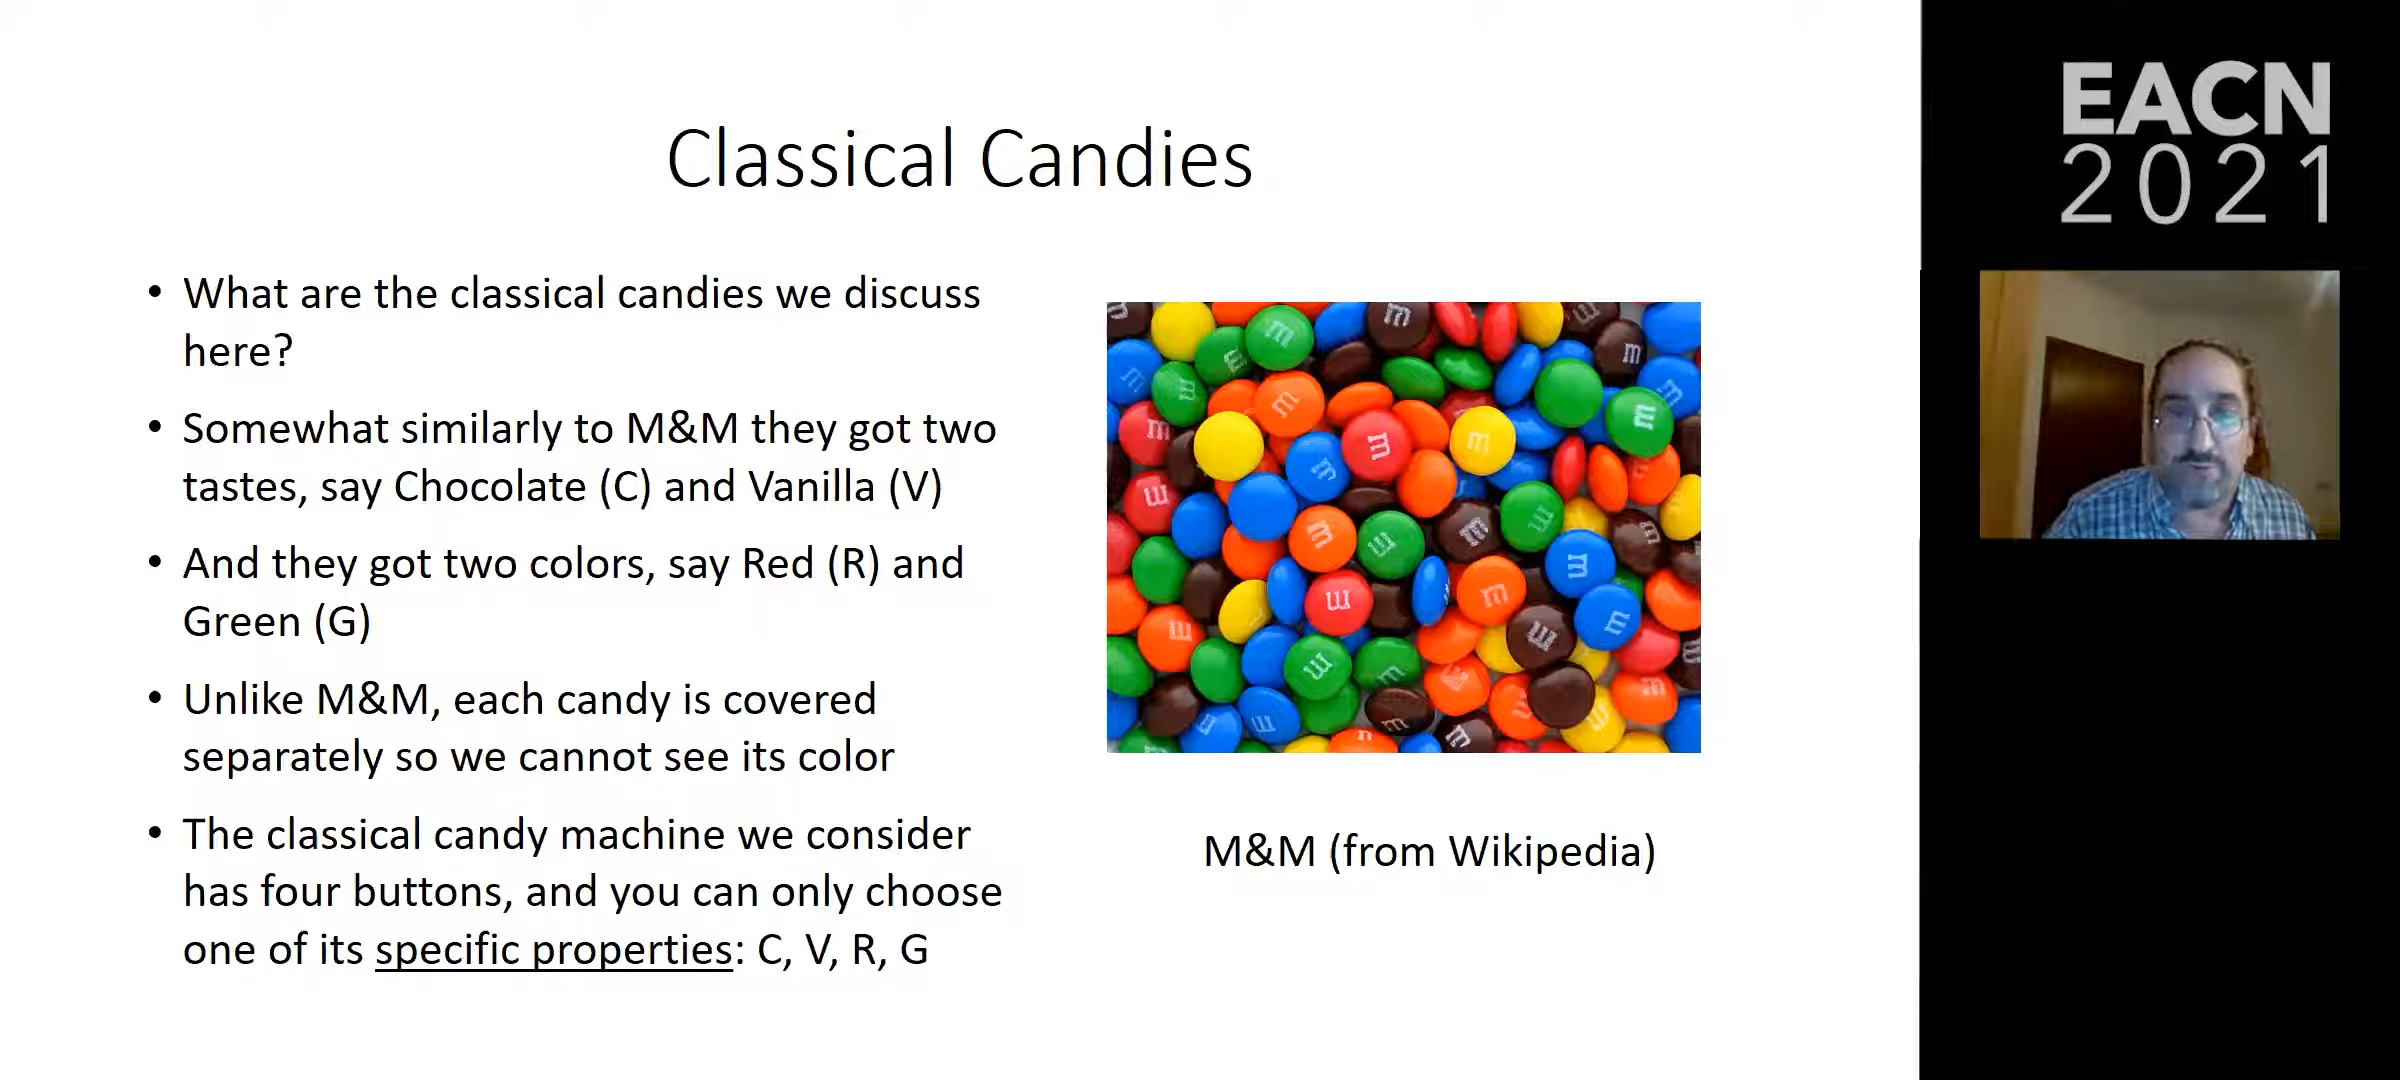 Classical Candies
• What are the classical candies we discuss
here?
• Somewhat similarly to M&M they got two
tastes, say Chocolate (C) and Vanilla (V)
• And they got two colors, say Red (R) and
Green (G)
• Unlike M&M, each candy is covered
separately so we cannot see its color
• The classical candy machine we consider
has four buttons, and you can only choose
one of its specific properties: C, V, R, G
M&M (from Wikipedia)
EACN
2021